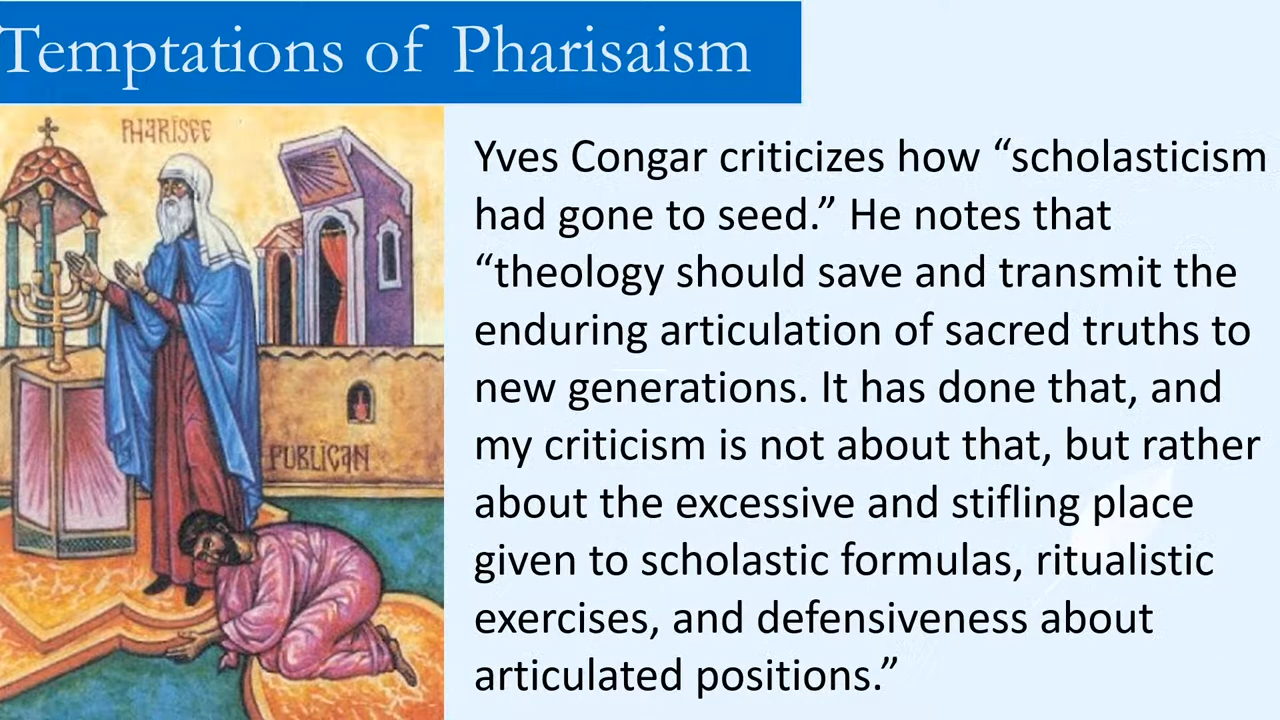 Temptations of Pharisaism
PHARISEE
PUBLICAN
Yves Congar criticizes how “scholasticism
had gone to seed.” He notes that
“theology should save and transmit the
enduring articulation of sacred truths to
new generations. It has done that, and
my criticism is not about that, but rather
about the excessive and stifling place
given to scholastic formulas, ritualistic
exercises, and defensiveness about
articulated positions.”